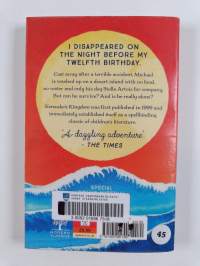 I DISAPPEARED ON
THE NIGHT BEFORE MY
TWELFTH BIRTHDAY.
Cast away after a terrible accident, Michael
is washed up on a desert island with no food,
no water and only his dog Stella Artois for company.
But can he survive? And is he really alone?
Kensuke's Kingdom was first published in 1999 and
immediately established itself as a spellbinding
classic of children's literature.
'A dazzling adventure'
- THE TIMES
SPECIAL
45